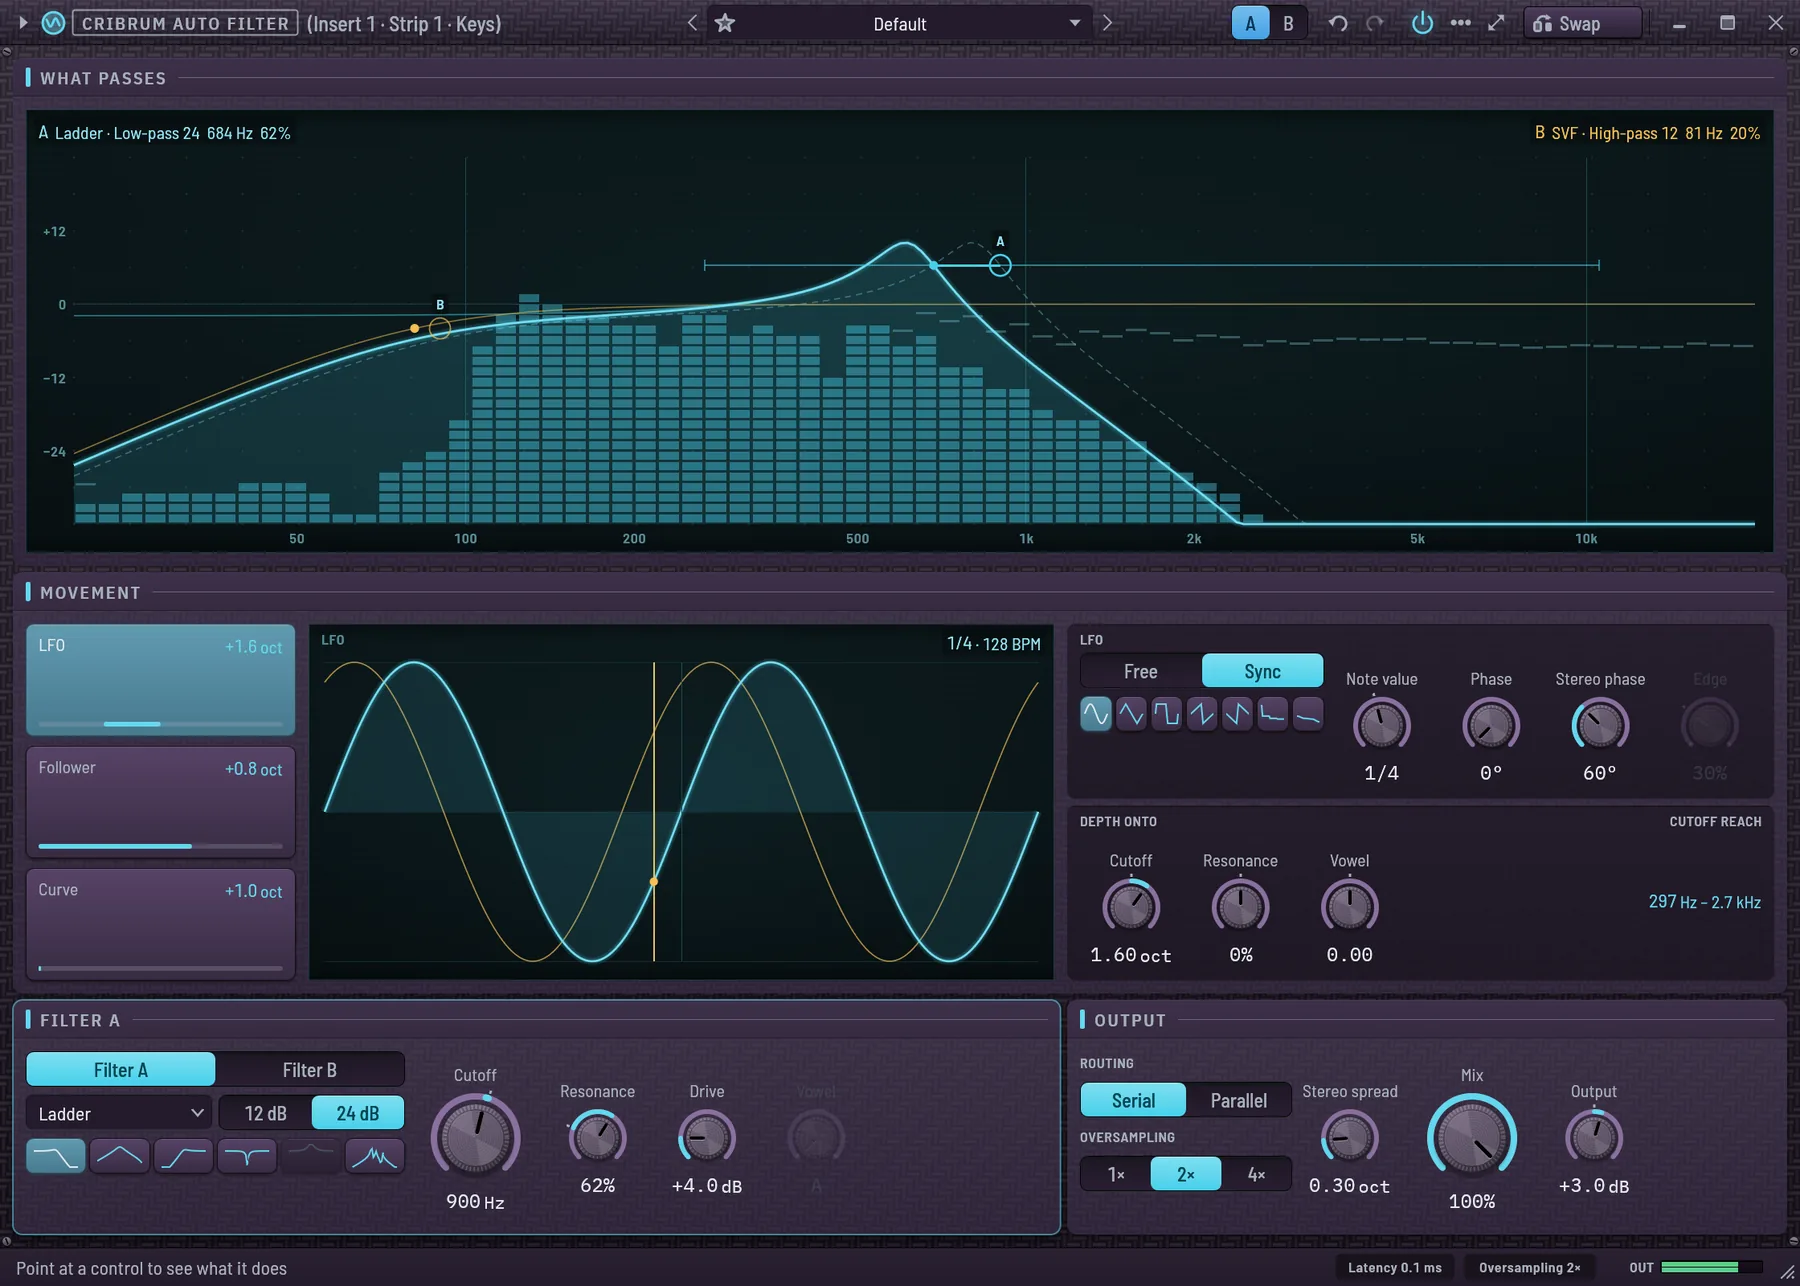 CRIBRUM AUTO FILTER (Insert 1 · Strip 1 · Keys)
Default
A B
Swap
WHAT PASSES
A Ladder · Low-pass 24 684 Hz 62%
B SVF · High-pass 12 81 Hz 20%
+12
0
−12
−24
A
B
50 100 200 500 1k 2k 5k 10k
MOVEMENT
LFO +1.6 oct
Follower +0.8 oct
Curve +1.0 oct
LFO 1/4 · 128 BPM
LFO
Free Sync
Note value Phase Stereo phase Edge
1/4 0° 60° 30%
DEPTH ONTO CUTOFF REACH
Cutoff Resonance Vowel
297 Hz – 2.7 kHz
1.60 oct 0% 0.00
FILTER A
Filter A Filter B
Ladder 12 dB 24 dB
Cutoff Resonance Drive Vowel
900 Hz 62% +4.0 dB A
OUTPUT
ROUTING
Serial Parallel
OVERSAMPLING
1× 2× 4×
Stereo spread Mix Output
0.30 oct 100% +3.0 dB
Point at a control to see what it does
Latency 0.1 ms Oversampling 2× OUT